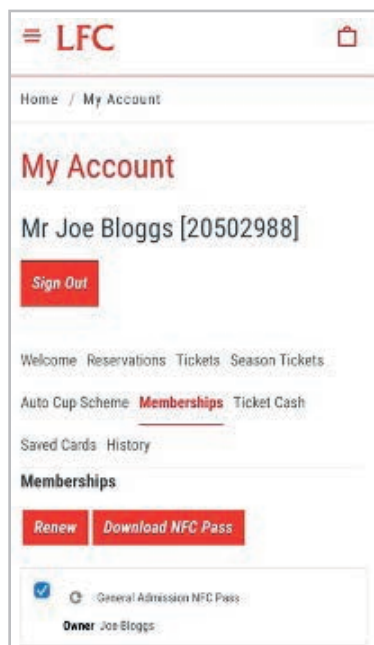 LFC
Home / My Account
My Account
Mr Joe Bloggs [20502988]
Sign Out
Welcome Reservations Tickets Season Tickets
Auto Cup Scheme Memberships Ticket Cash
Saved Cards History
Memberships
Renew Download NFC Pass
General Admission NFC Pass
Owner Joe Bloggs